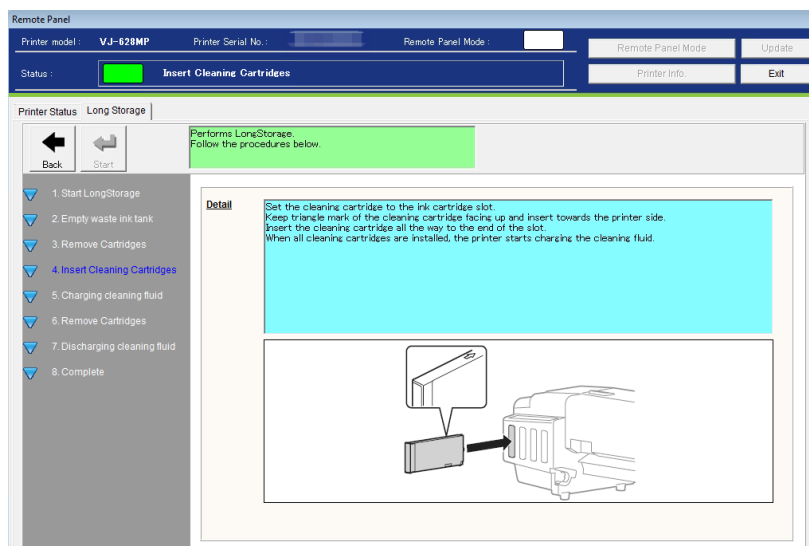 Remote Panel
Printer model : VJ-628MP Printer Serial No. : Remote Panel Mode :
Remote Panel Mode Update
Status : Insert Cleaning Cartridges
Printer Info. Exit
Printer Status Long Storage
Back Start
Performs LongStorage.
Follow the procedures below.
1. Start LongStorage
2. Empty waste ink tank
3. Remove Cartridges
4. Insert Cleaning Cartridges
5. Charging cleaning fluid
6. Remove Cartridges
7. Discharging cleaning fluid
8. Complete
Detail
Set the cleaning cartridge to the ink cartridge slot.
Keep triangle mark of the cleaning cartridge facing up and insert towards the printer side.
Insert the cleaning cartridge all the way to the end of the slot.
When all cleaning cartridges are installed, the printer starts charging the cleaning fluid.